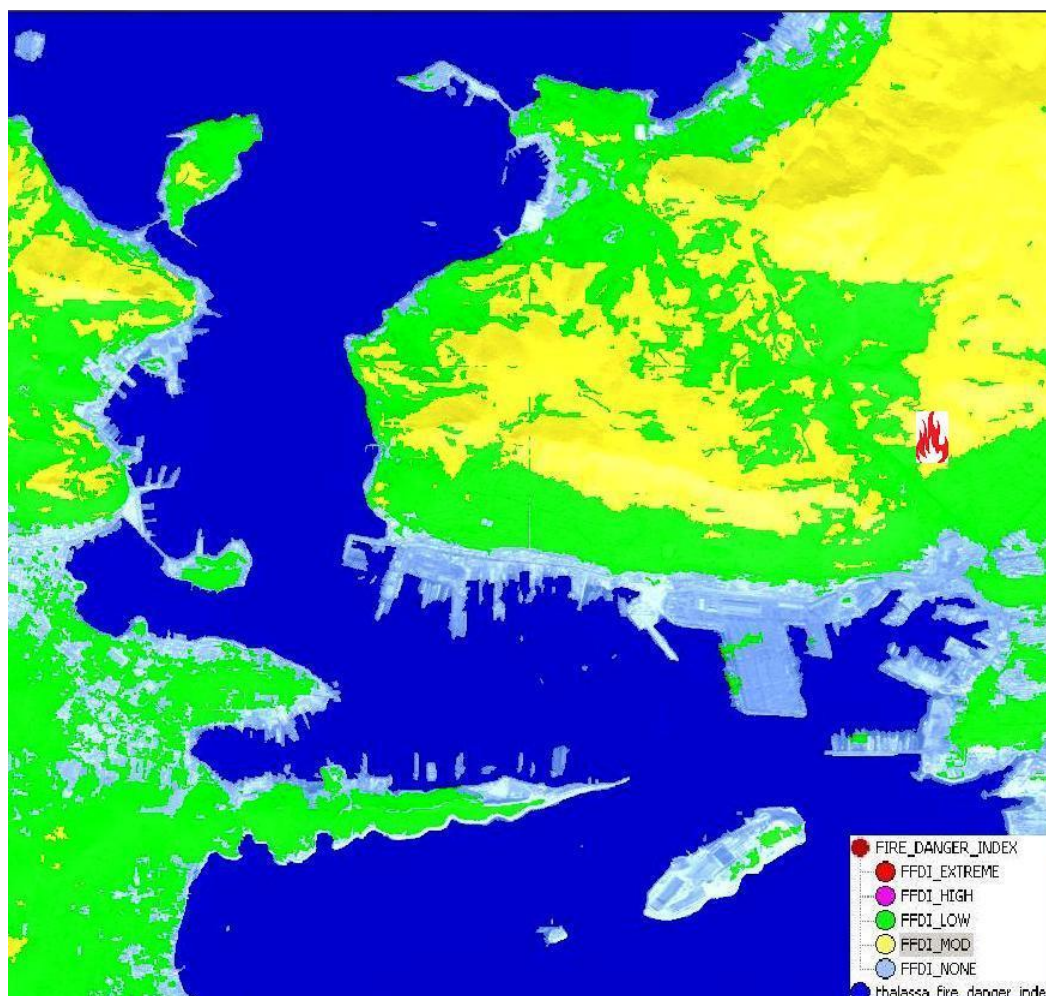 FIRE_DANGER_INDEX
FFDI_EXTREME
FFDI_HIGH
FFDI_LOW
FFDI_MOD
FFDI_NONE
thalassa_fire_danger_inde